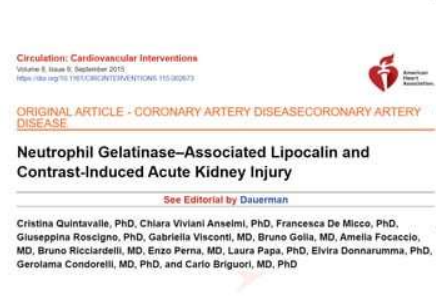 Circulation: Cardiovascular Interventions
Volume 8, Issue 9, September 2015
https://doi.org/10.1161/CIRCINTERVENTIONS.115.002673
American
Heart
Association.
ORIGINAL ARTICLE - CORONARY ARTERY DISEASECORONARY ARTERY
DISEASE
Neutrophil Gelatinase–Associated Lipocalin and
Contrast-Induced Acute Kidney Injury
See Editorial by Dauerman
Cristina Quintavalle, PhD, Chiara Viviani Anselmi, PhD, Francesca De Micco, PhD,
Giuseppina Roscigno, PhD, Gabriella Visconti, MD, Bruno Golia, MD, Amelia Focaccio,
MD, Bruno Ricciardelli, MD, Enzo Perna, MD, Laura Papa, PhD, Elvira Donnarumma, PhD,
Gerolama Condorelli, MD, PhD, and Carlo Briguori, MD, PhD